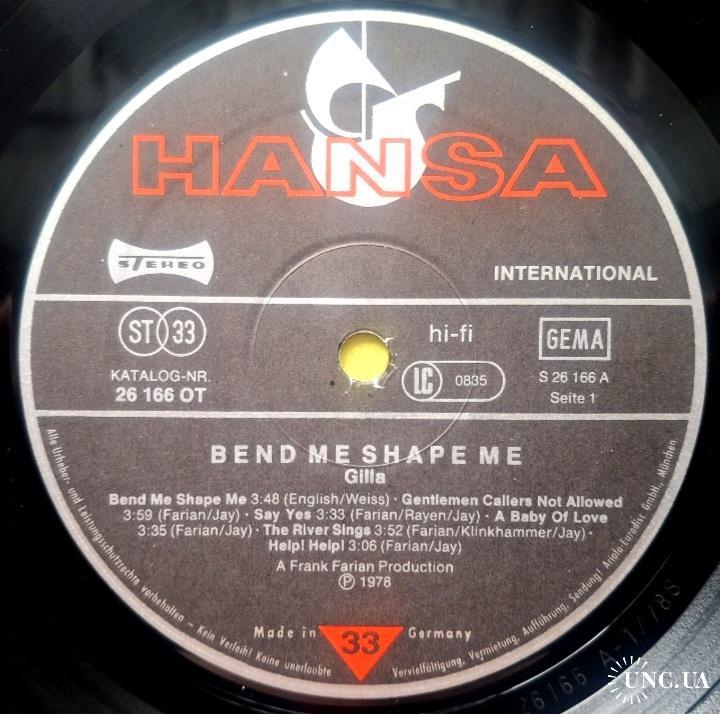 HANSA
STEREO
INTERNATIONAL
ST 33
hi-fi
GEMA
KATALOG-NR.
26 166 OT
LC 0835
S 26 166 A
Seite 1
BEND ME SHAPE ME
Gilla
Bend Me Shape Me 3:48 (English/Weiss) · Gentlemen Callers Not Allowed
3:59 (Farian/Jay) · Say Yes 3:33 (Farian/Rayen/Jay) · A Baby Of Love
3:35 (Farian/Jay) · The River Sings 3:52 (Farian/Klinkhammer/Jay) ·
Help! Help! 3:06 (Farian/Jay)
A Frank Farian Production
Ⓟ 1978
Made in 33 Germany
Alle Urheber- und Leistungsschutzrechte vorbehalten – Kein Verleih! Keine unerlaubte Vervielfältigung, Vermietung, Aufführung, Sendung! Ariola-Eurodisc GmbH., München.
26166 A-1/78S
UNC.UA